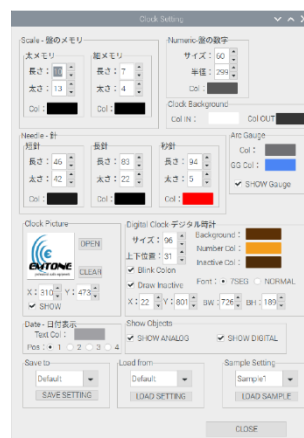 Clock Setting
Scale - 盤のメモリ
太メモリ
細メモリ
長さ: 10
長さ: 7
太さ: 13
太さ: 4
Col:
Col:
Numeric-盤の数字
サイズ: 60
半径: 299
Col:
Clock Background
Col IN:
Col OUT:
Needle - 針
短針
長針
秒針
長さ: 46
長さ: 83
長さ: 94
太さ: 42
太さ: 22
太さ: 5
Col:
Col:
Col:
Arc Gauge
Col:
GG Col:
SHOW Gauge
Clock Picture
EMTONE
OPEN
CLEAR
X: 310
Y: 473
SHOW
Digital Clock デジタル時計
サイズ: 96
上下位置: 31
Background:
Number Col:
Inactive Col:
Blink Colon
Draw Inactive
Font: 7SEG NORMAL
X: 22 Y: 801 BW: 726 BH: 189
Date - 日付表示
Text Col:
Pos: 1 2 3 4
Show Objects
SHOW ANALOG
SHOW DIGITAL
Save to
Default
SAVE SETTING
Load from
Default
LOAD SETTING
Sample Setting
Sample1
LOAD SAMPLE
CLOSE